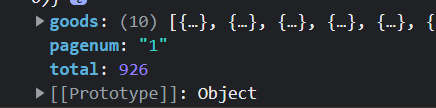 ▶ goods: (10) [{…}, {…}, {…}, {…}, {…}, {
pagenum: "1"
total: 926
▶ [[Prototype]]: Object